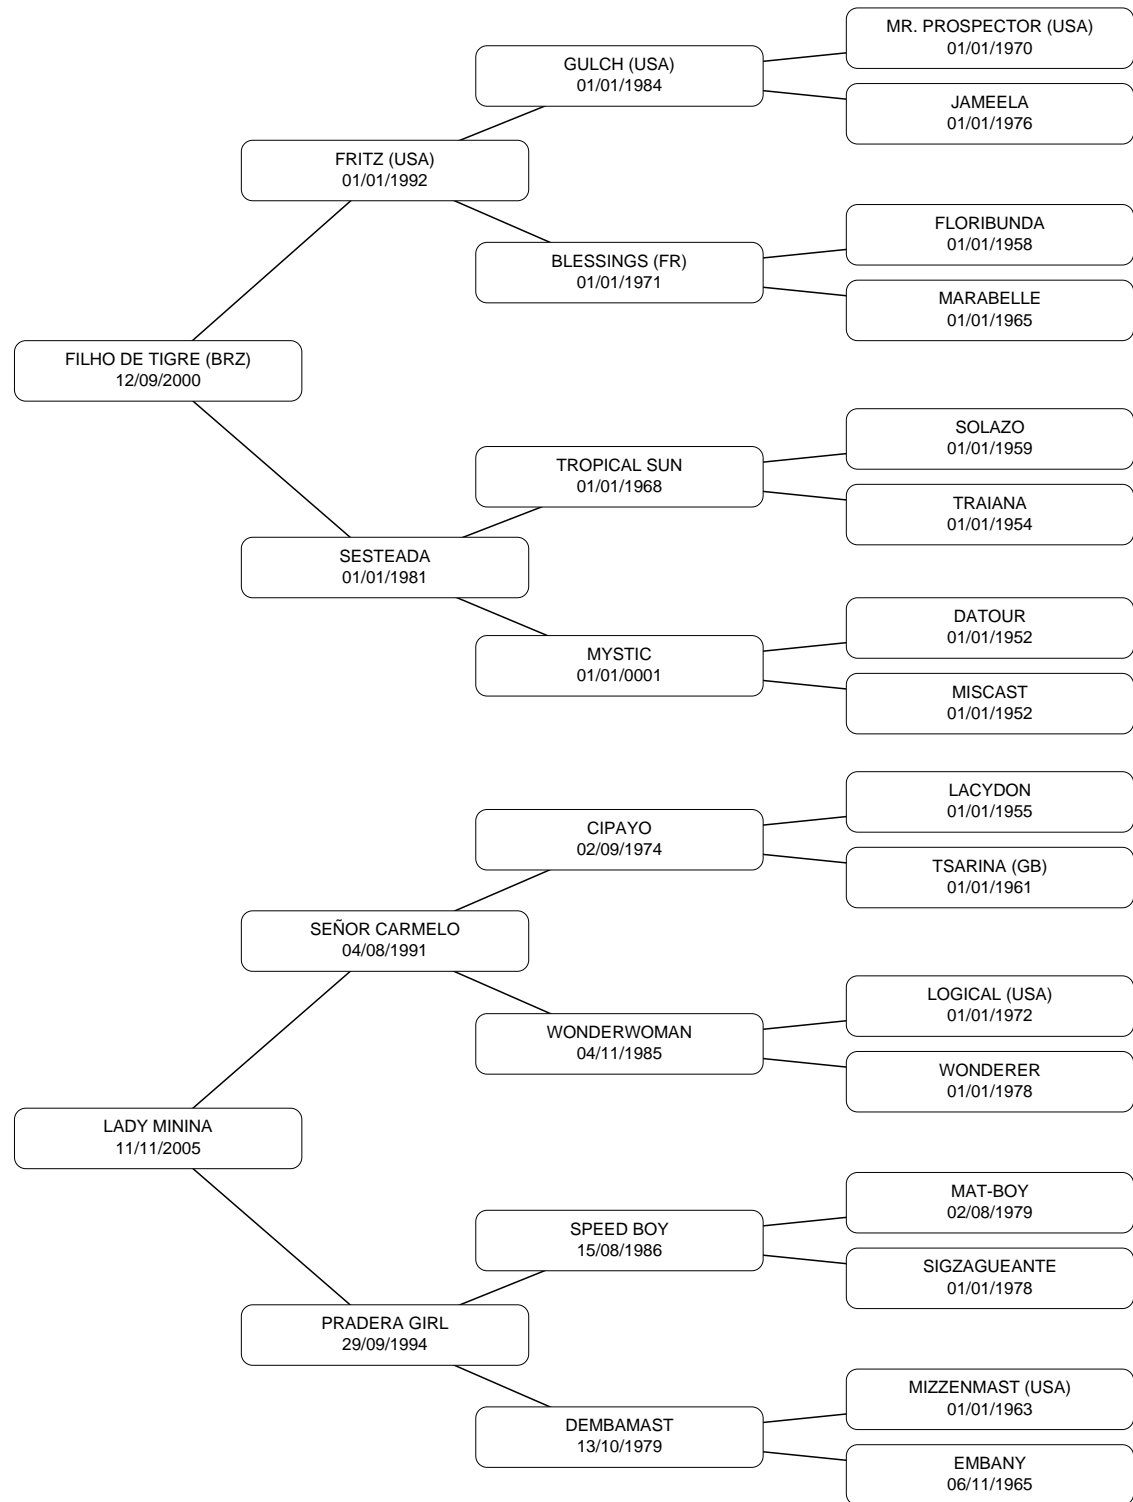 MR. PROSPECTOR (USA)
01/01/1970
GULCH (USA)
01/01/1984
JAMEELA
01/01/1976
FRITZ (USA)
01/01/1992
FLORIBUNDA
01/01/1958
BLESSINGS (FR)
01/01/1971
MARABELLE
01/01/1965
FILHO DE TIGRE (BRZ)
12/09/2000
SOLAZO
01/01/1959
TROPICAL SUN
01/01/1968
TRAIANA
01/01/1954
SESTEADA
01/01/1981
DATOUR
01/01/1952
MYSTIC
01/01/0001
MISCAST
01/01/1952
LACYDON
01/01/1955
CIPAYO
02/09/1974
TSARINA (GB)
01/01/1961
SEÑOR CARMELO
04/08/1991
LOGICAL (USA)
01/01/1972
WONDERWOMAN
04/11/1985
WONDERER
01/01/1978
LADY MININA
11/11/2005
MAT-BOY
02/08/1979
SPEED BOY
15/08/1986
SIGZAGUEANTE
01/01/1978
PRADERA GIRL
29/09/1994
MIZZENMAST (USA)
01/01/1963
DEMBAMAST
13/10/1979
EMBANY
06/11/1965